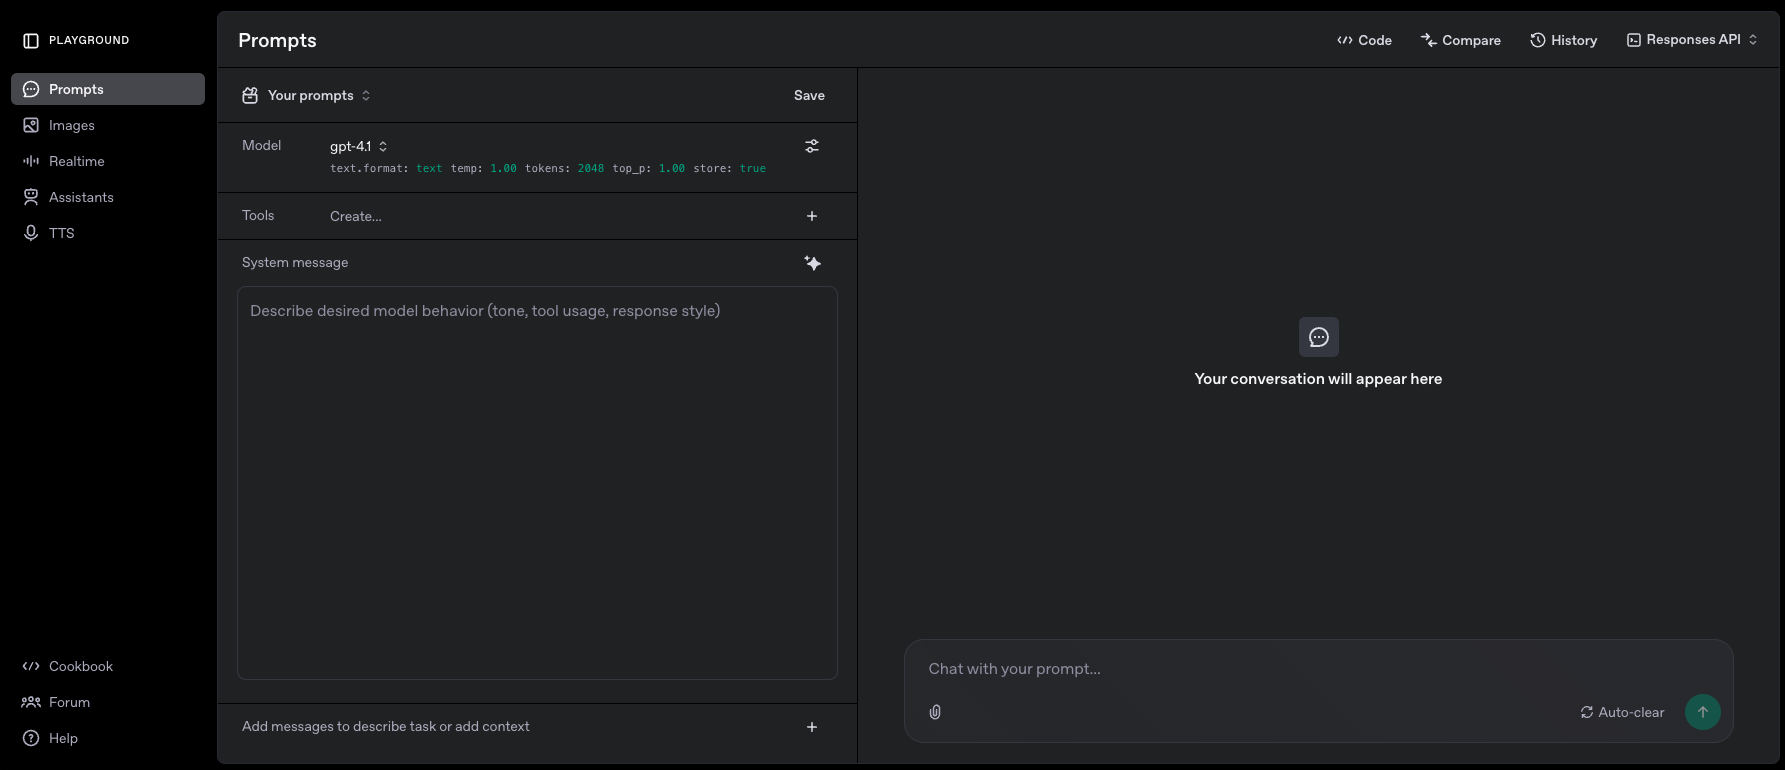 PLAYGROUND
Prompts
Images
Realtime
Assistants
TTS
Cookbook
Forum
Help
Prompts
Code
Compare
History
Responses API
Your prompts
Save
Model
gpt-4.1
text.format: text temp: 1.00 tokens: 2048 top_p: 1.00 store: true
Tools
Create...
System message
Describe desired model behavior (tone, tool usage, response style)
Add messages to describe task or add context
Your conversation will appear here
Chat with your prompt...
Auto-clear